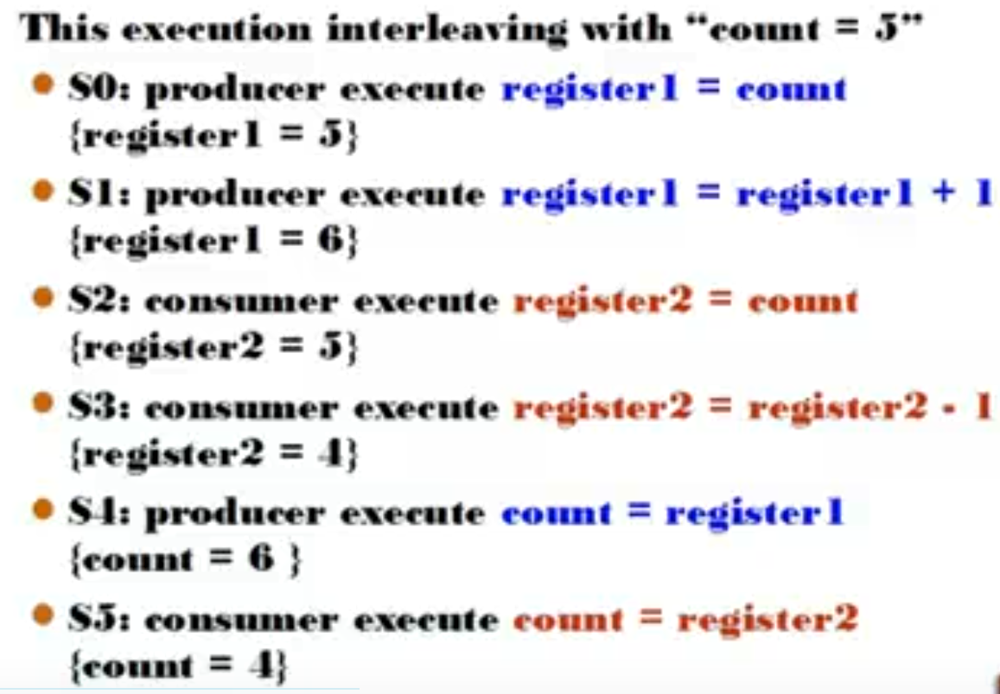 This execution interleaving with “count = 5”
● S0: producer execute register1 = count
{register1 = 5}
● S1: producer execute register1 = register1 + 1
{register1 = 6}
● S2: consumer execute register2 = count
{register2 = 5}
● S3: consumer execute register2 = register2 - 1
{register2 = 4}
● S4: producer execute count = register1
{count = 6 }
● S5: consumer execute count = register2
{count = 4}